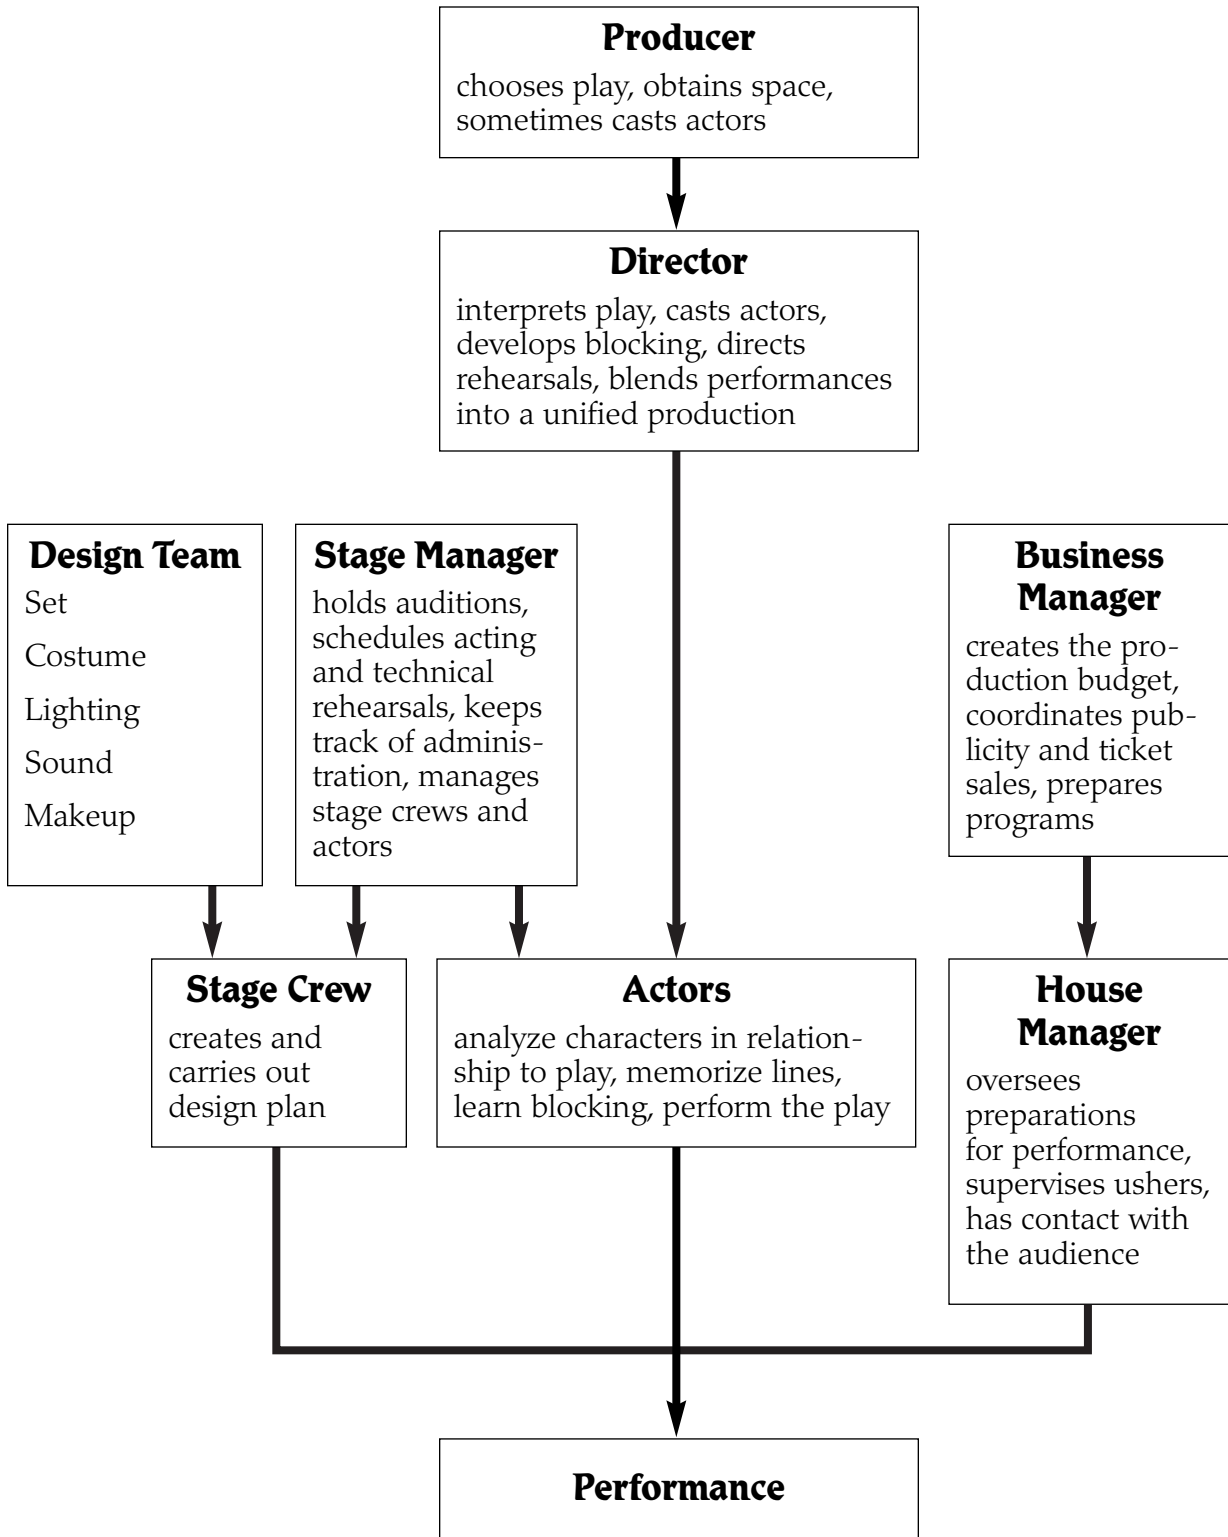 Producer
chooses play, obtains space,
sometimes casts actors
Director
interprets play, casts actors,
develops blocking, directs
rehearsals, blends performances
into a unified production
Design Team
Set
Costume
Lighting
Sound
Makeup
Stage Manager
holds auditions,
schedules acting
and technical
rehearsals, keeps
track of adminis-
tration, manages
stage crews and
actors
Business
Manager
creates the pro-
duction budget,
coordinates pub-
licity and ticket
sales, prepares
programs
Stage Crew
creates and
carries out
design plan
Actors
analyze characters in relation-
ship to play, memorize lines,
learn blocking, perform the play
House
Manager
oversees
preparations
for performance,
supervises ushers,
has contact with
the audience
Performance